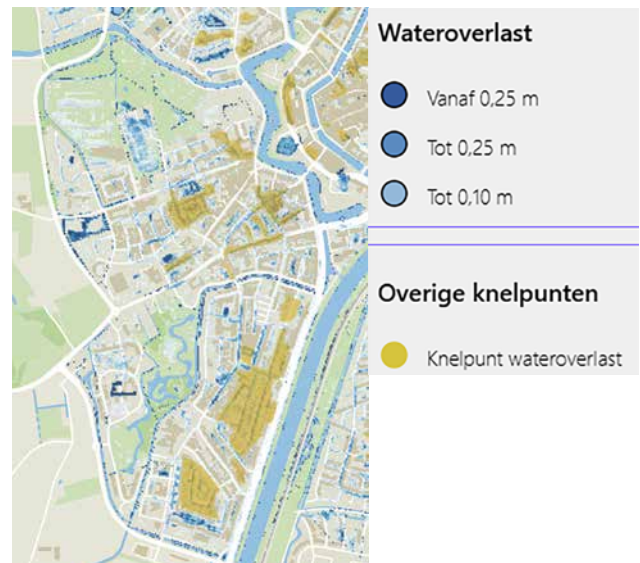 Wateroverlast
Vanaf 0,25 m
Tot 0,25 m
Tot 0,10 m
Overige knelpunten
Knelpunt wateroverlast